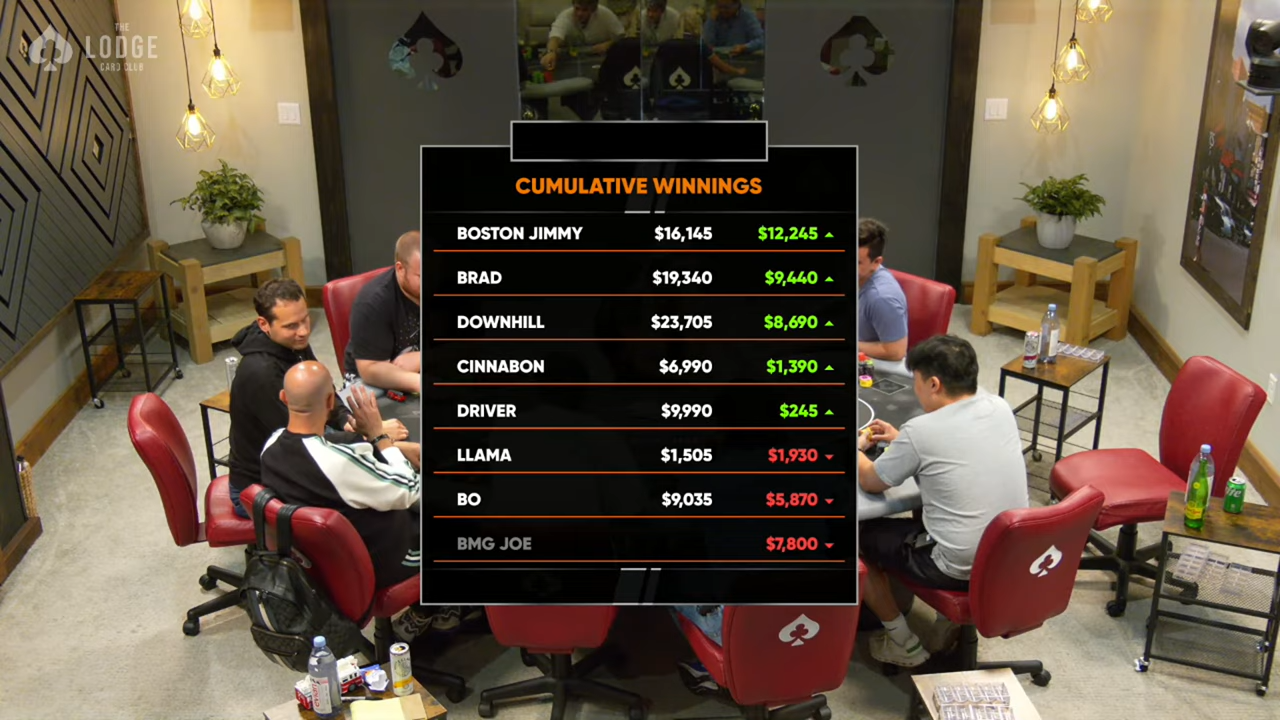 THE
LODGE
CARD CLUB
CUMULATIVE WINNINGS
BOSTON JIMMY $16,145 $12,245
BRAD $19,340 $9,440
DOWNHILL $23,705 $8,690
CINNABON $6,990 $1,390
DRIVER $9,990 $245
LLAMA $1,505 $1,930
BO $9,035 $5,870
BMG JOE $7,800